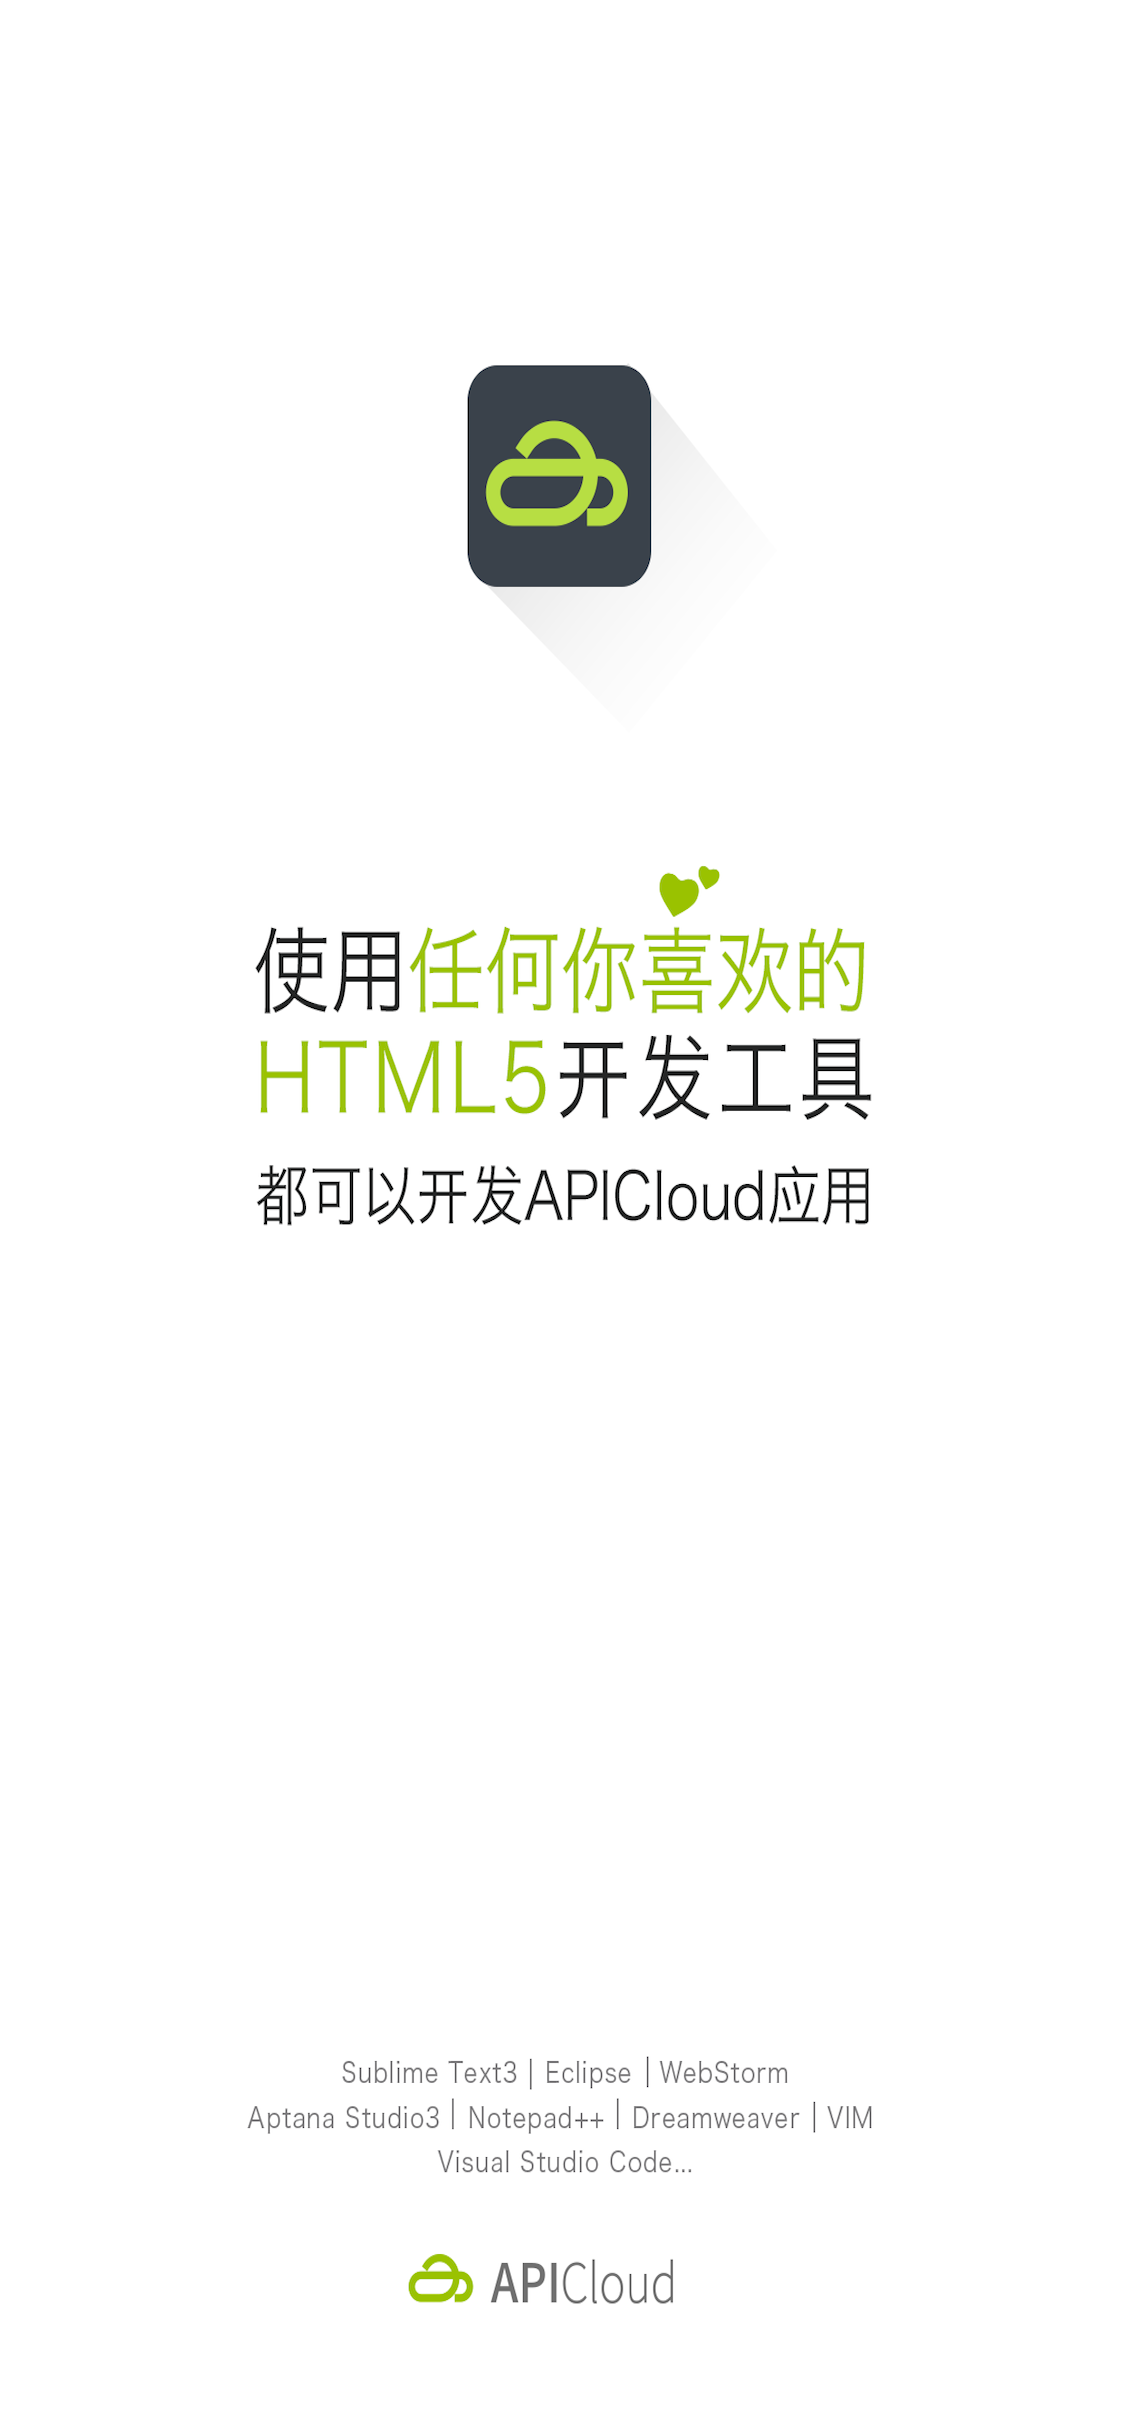 使用任何你喜欢的
HTML5开发工具
都可以开发APICloud应用
Sublime Text3 | Eclipse | WebStorm
Aptana Studio3 | Notepad++ | Dreamweaver | VIM
Visual Studio Code...
APICloud